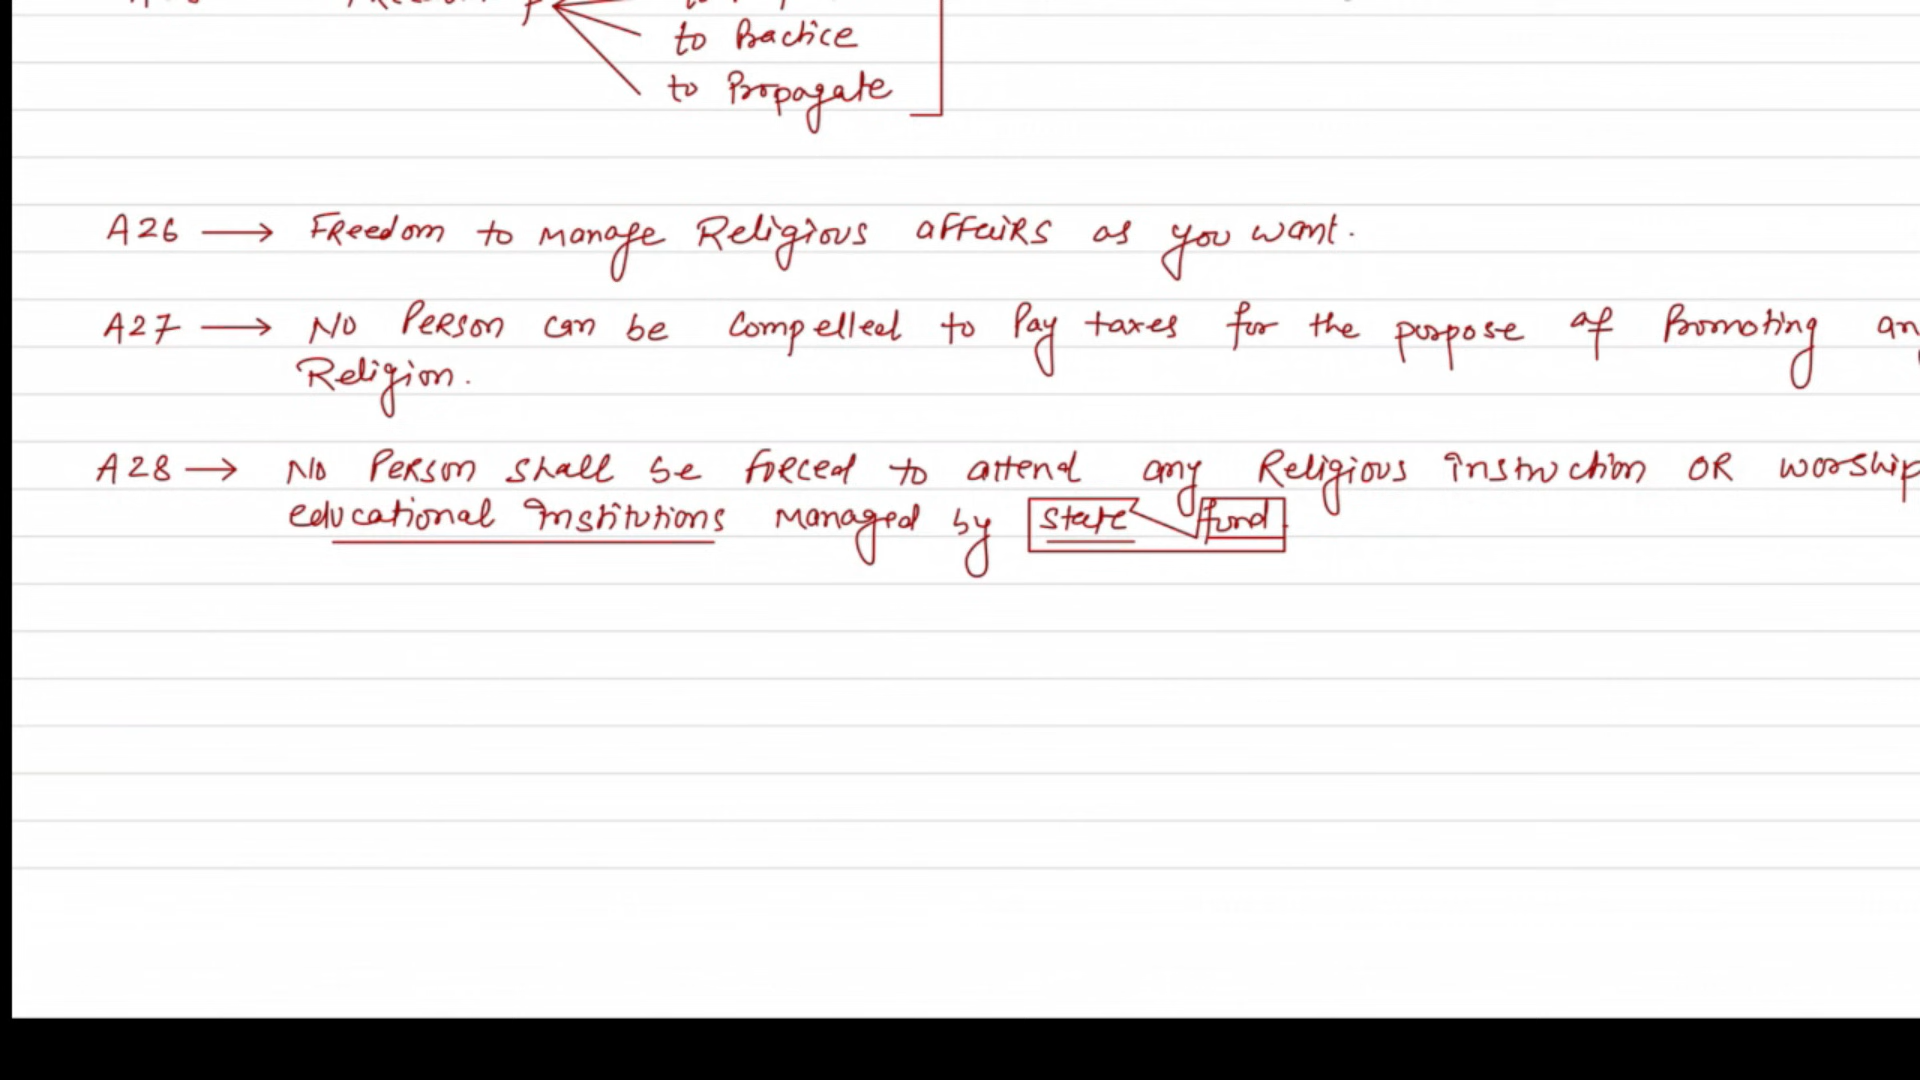 to Practice
to Propagate
A26 → Freedom to manage Religious affairs as you want.
A27 → No Person can be compelled to Pay taxes for the purpose of Promoting
Religion.
A28 → No Person shall be forced to attend any Religious instruction OR worship
educational Institutions managed by state fund